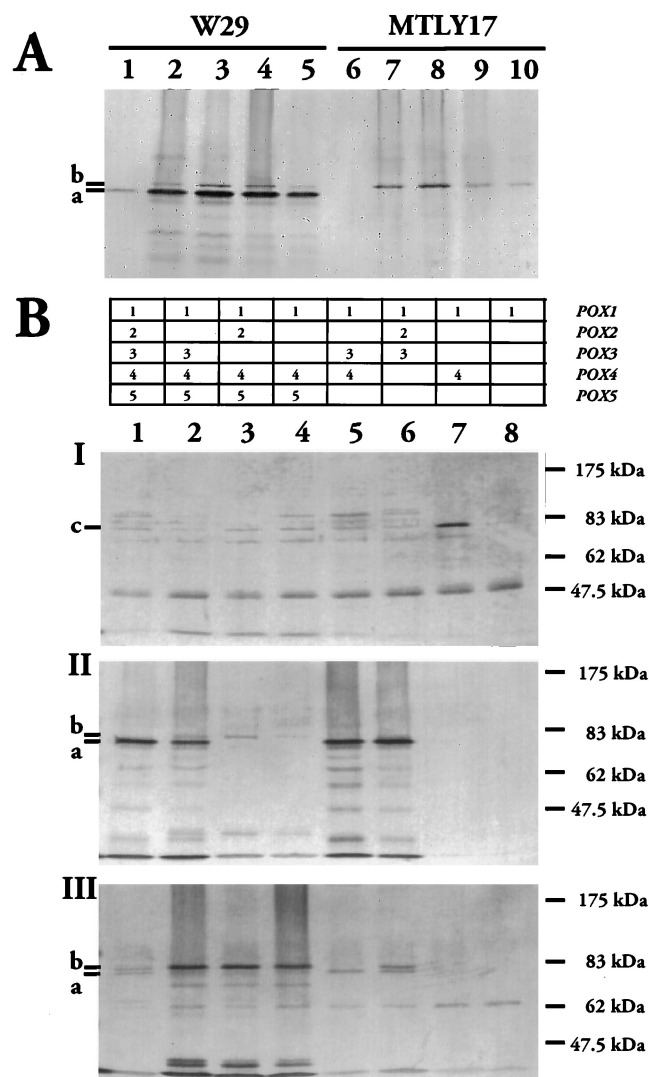 W29 MTLY17
A 1 2 3 4 5 6 7 8 9 10
b
a
B 1 1 1 1 1 1 1 1 POX1
2 2 2 POX2
3 3 3 3 POX3
4 4 4 4 4 4 POX4
5 5 5 5 POX5
1 2 3 4 5 6 7 8
I
175 kDa
83 kDa
c
62 kDa
47.5 kDa
II
175 kDa
b 83 kDa
a
62 kDa
47.5 kDa
III
175 kDa
b 83 kDa
a
62 kDa
47.5 kDa